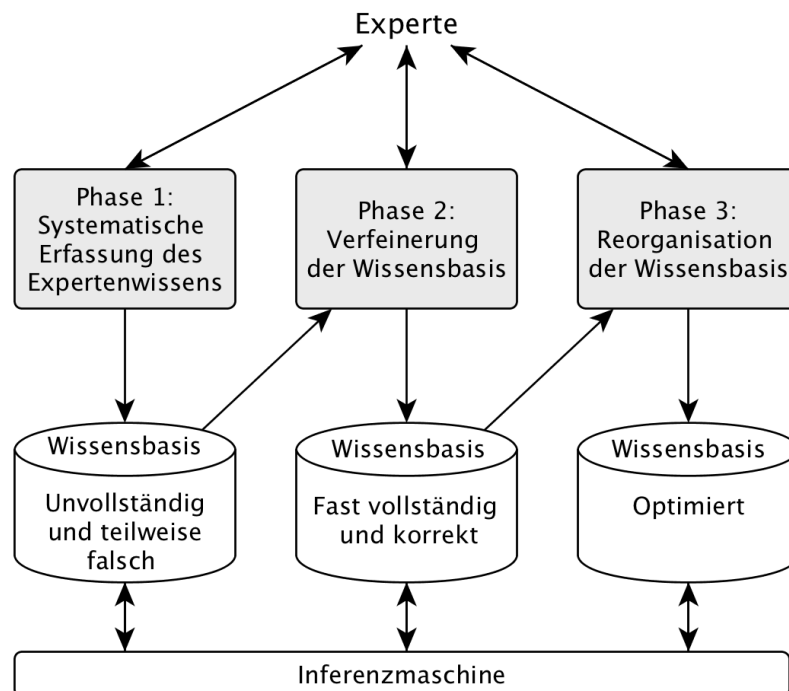 Experte
Phase 1:
Systematische
Erfassung des
Expertenwissens
Phase 2:
Verfeinerung
der Wissensbasis
Phase 3:
Reorganisation
der Wissensbasis
Wissensbasis
Unvollständig
und teilweise
falsch
Wissensbasis
Fast vollständig
und korrekt
Wissensbasis
Optimiert
Inferenzmaschine